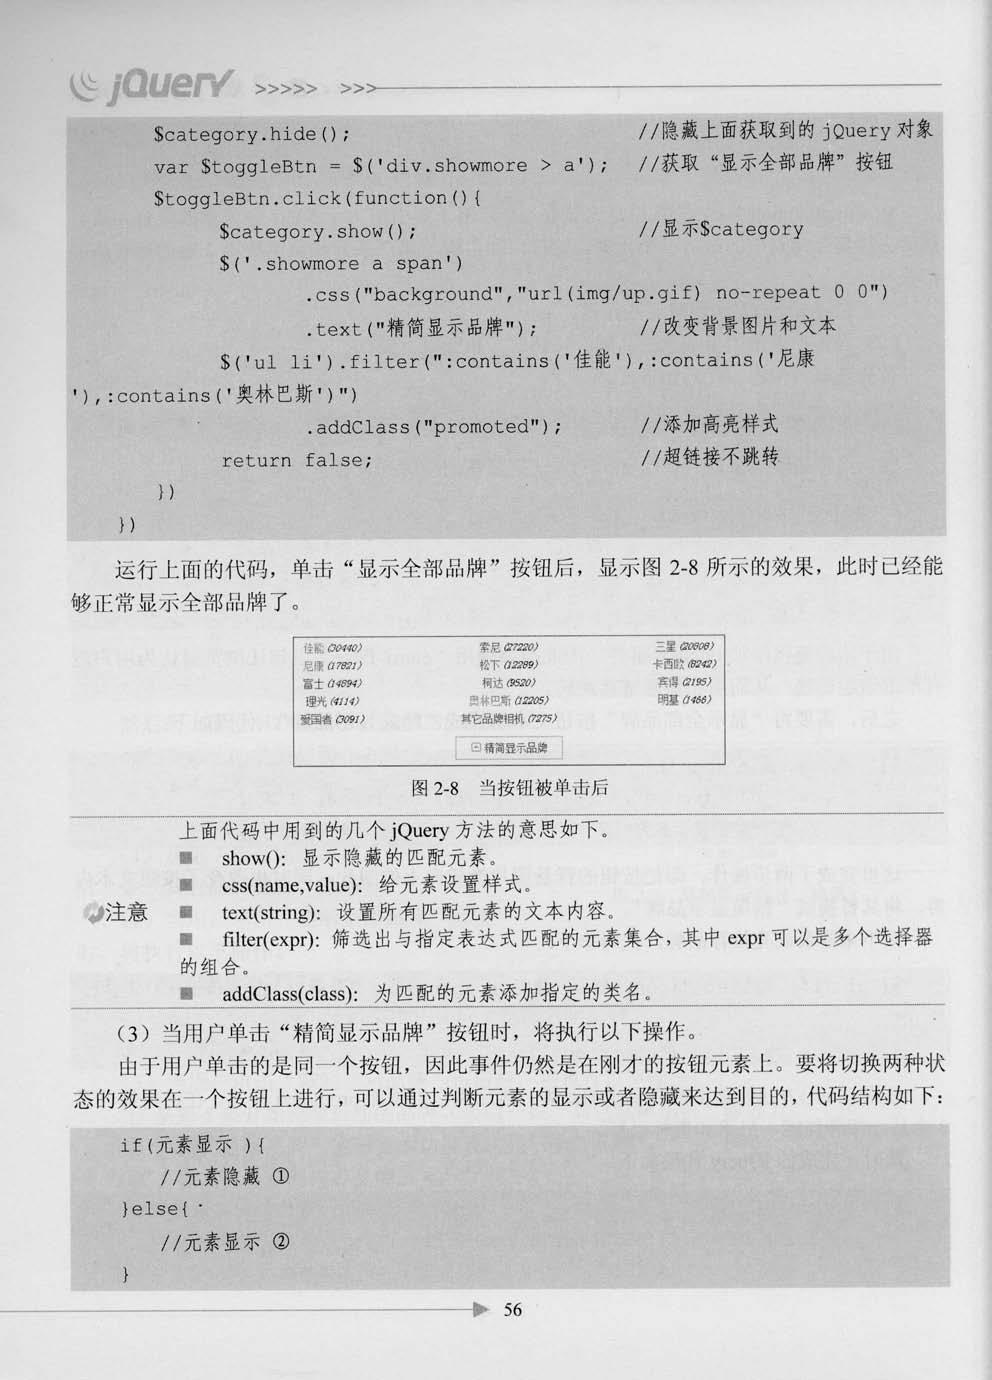 jQuery >>>>> >>>
$category.hide(); //隐藏上面获取到的 jQuery 对象
var $toggleBtn = $('div.showmore > a'); //获取“显示全部品牌”按钮
$toggleBtn.click(function(){
$category.show(); //显示$category
$('.showmore a span')
.css("background","url(img/up.gif) no-repeat 0 0")
.text("精简显示品牌"); //改变背景图片和文本
$('ul li').filter(":contains('佳能'),:contains('尼康
'),:contains('奥林巴斯')")
.addClass("promoted"); //添加高亮样式
return false; //超链接不跳转
})
})
运行上面的代码，单击“显示全部品牌”按钮后，显示图 2-8 所示的效果，此时已经能
够正常显示全部品牌了。
佳能 (30440) 索尼 (27220) 三星 (20808)
尼康 (17821) 松下 (12289) 卡西欧 (8242)
富士 (14894) 柯达 (9520) 宾得 (2195)
理光 (4114) 奥林巴斯 (12205) 明基 (1466)
爱国者 (3091) 其它品牌相机 (7275)
精简显示品牌
图 2-8 当按钮被单击后
上面代码中用到的几个 jQuery 方法的意思如下。
■ show(): 显示隐藏的匹配元素。
■ css(name,value): 给元素设置样式。
注意 ■ text(string): 设置所有匹配元素的文本内容。
■ filter(expr): 筛选出与指定表达式匹配的元素集合，其中 expr 可以是多个选择器
的组合。
■ addClass(class): 为匹配的元素添加指定的类名。
（3）当用户单击“精简显示品牌”按钮时，将执行以下操作。
由于用户单击的是同一个按钮，因此事件仍然是在刚才的按钮元素上。要将切换两种状
态的效果在一个按钮上进行，可以通过判断元素的显示或者隐藏来达到目的，代码结构如下：
if(元素显示 ){
//元素隐藏 ①
}else{
//元素显示 ②
}
56